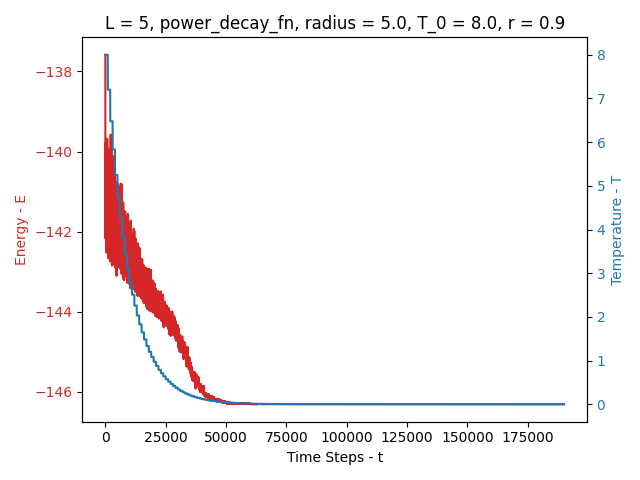 L = 5, power_decay_fn, radius = 5.0, T_0 = 8.0, r = 0.9
Energy - E
−138
−140
−142
−144
−146
8
7
6
5
4
3
2
1
0
Temperature - T
0 25000 50000 75000 100000 125000 150000 175000
Time Steps - t